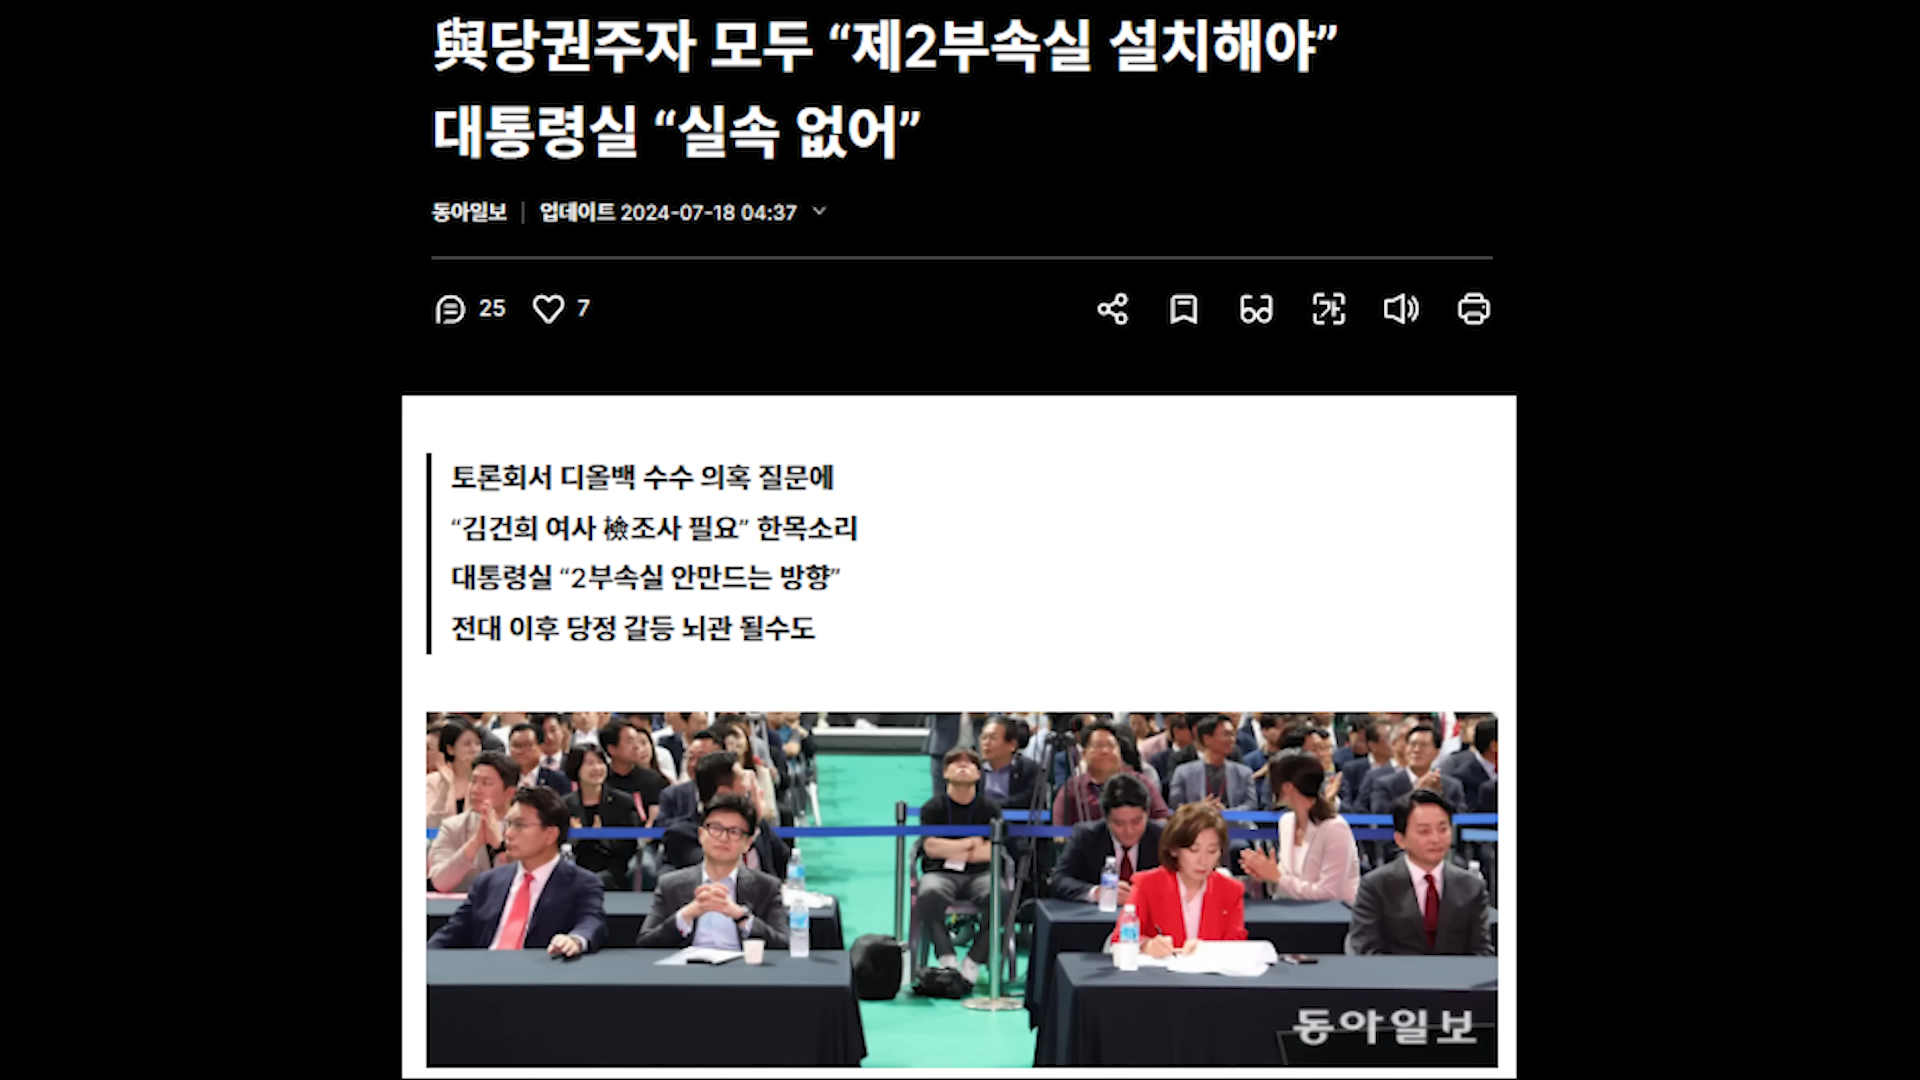 與당권주자 모두 “제2부속실 설치해야”
대통령실 “실속 없어”
동아일보 | 업데이트 2024-07-18 04:37
25 7
가
토론회서 디올백 수수 의혹 질문에
“김건희 여사 檢조사 필요” 한목소리
대통령실 “2부속실 안만드는 방향”
전대 이후 당정 갈등 뇌관 될수도
동아일보